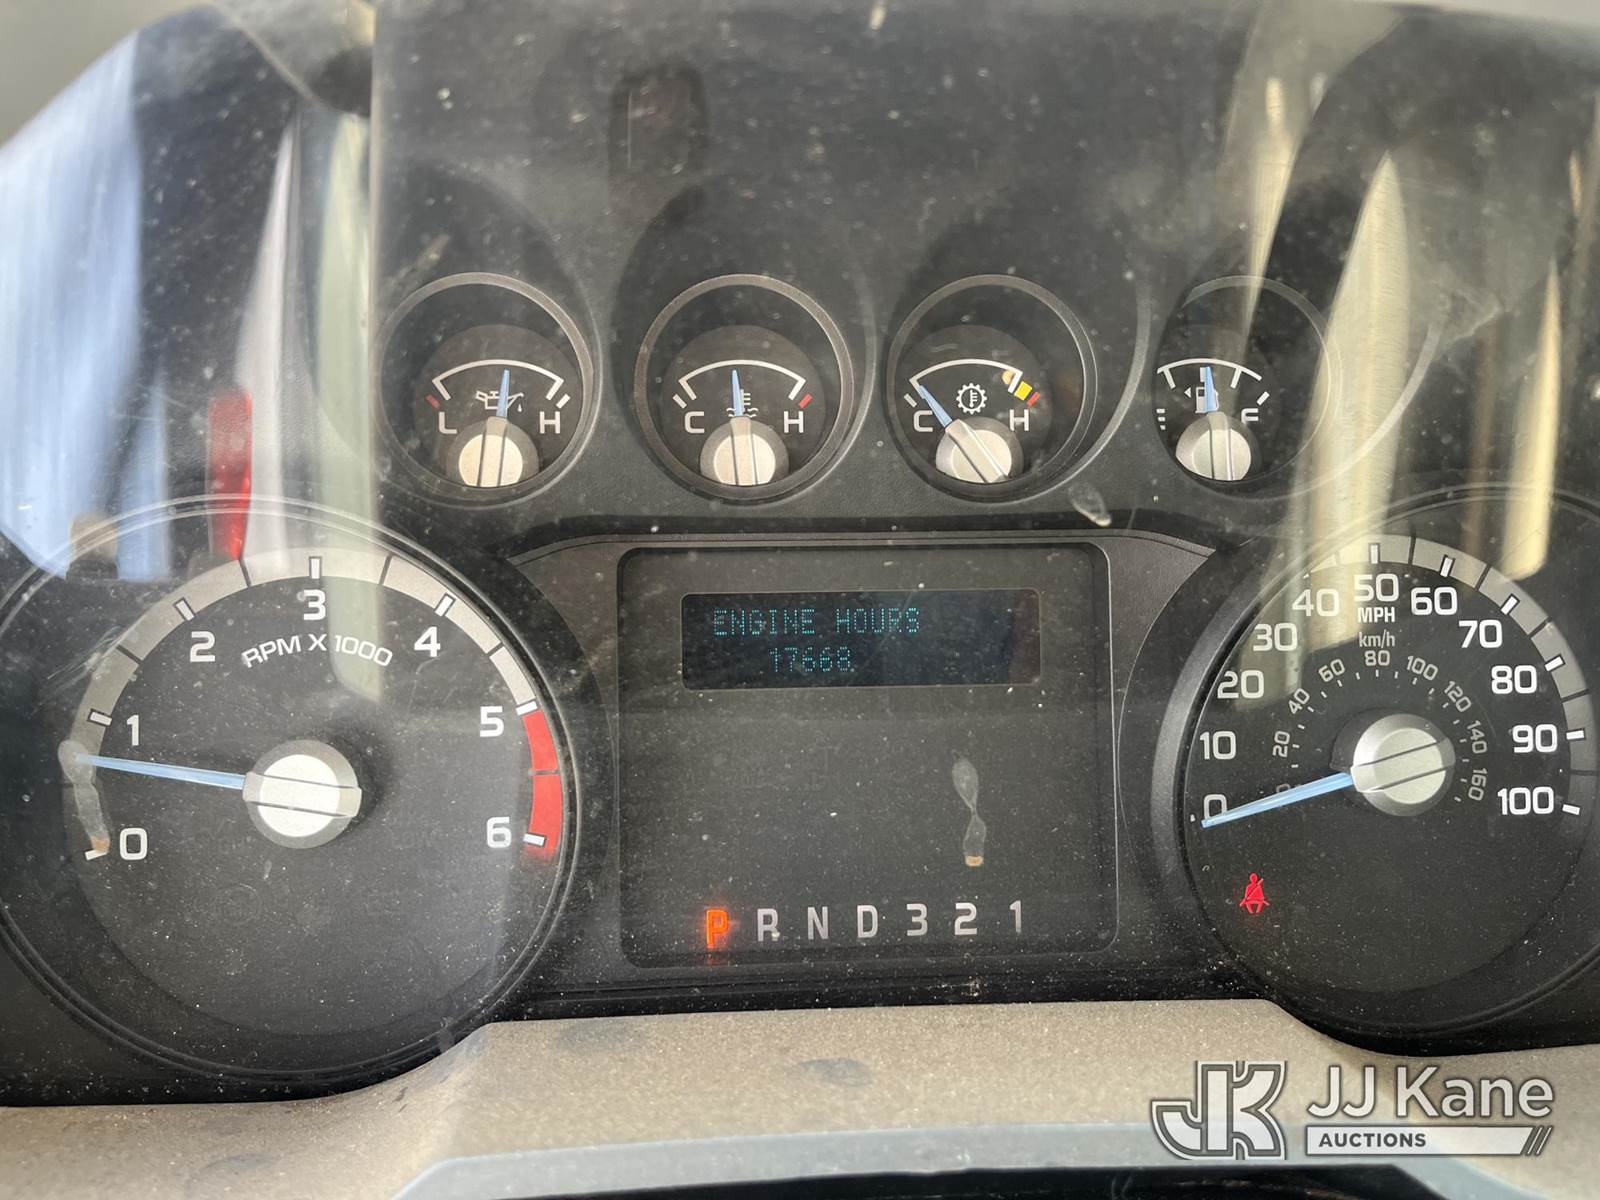 L H
C H
C H
E F
0 1 2 3 4 5 6
RPM X 1000
ENGINE HOURS
17668
P R N D 3 2 1
0 10 20 30 40 50 60 70 80 90 100
MPH
km/h
0 20 40 60 80 100 120 140 160
JK JJ Kane
AUCTIONS